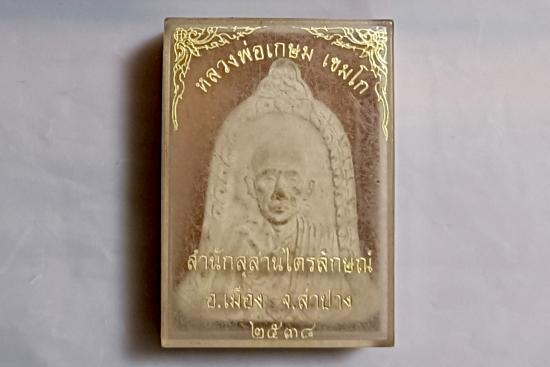 หลวงพ่อเกษม เขมโก
สำนักสุสานไตรลักษณ์
อ.เมือง จ.ลำปาง
๒๕๓๘